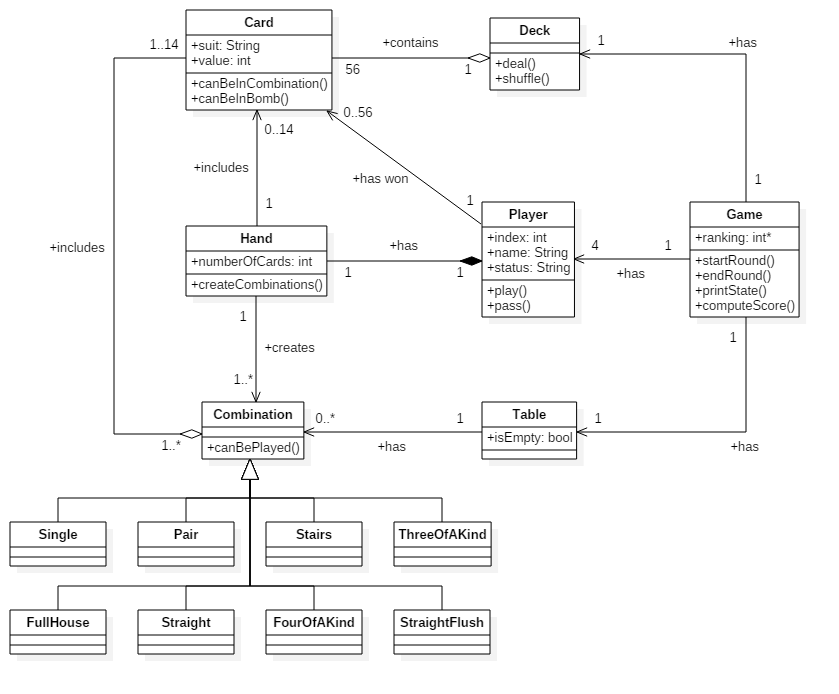 Card
+suit: String
+value: int
+canBeInCombination()
+canBeInBomb()
1..14
+contains
56
1
Deck
+deal()
+shuffle()
1
+has
1
0..14
0..56
+includes
+has won
1
1
+includes
Hand
+numberOfCards: int
+createCombinations()
+has
1
1
Player
+index: int
+name: String
+status: String
+play()
+pass()
4
1
+has
Game
+ranking: int*
+startRound()
+endRound()
+printState()
+computeScore()
1
+creates
1..*
1
Combination
+canBePlayed()
1..*
0..*
1
+has
Table
+isEmpty: bool
1
+has
Single
Pair
Stairs
ThreeOfAKind
FullHouse
Straight
FourOfAKind
StraightFlush